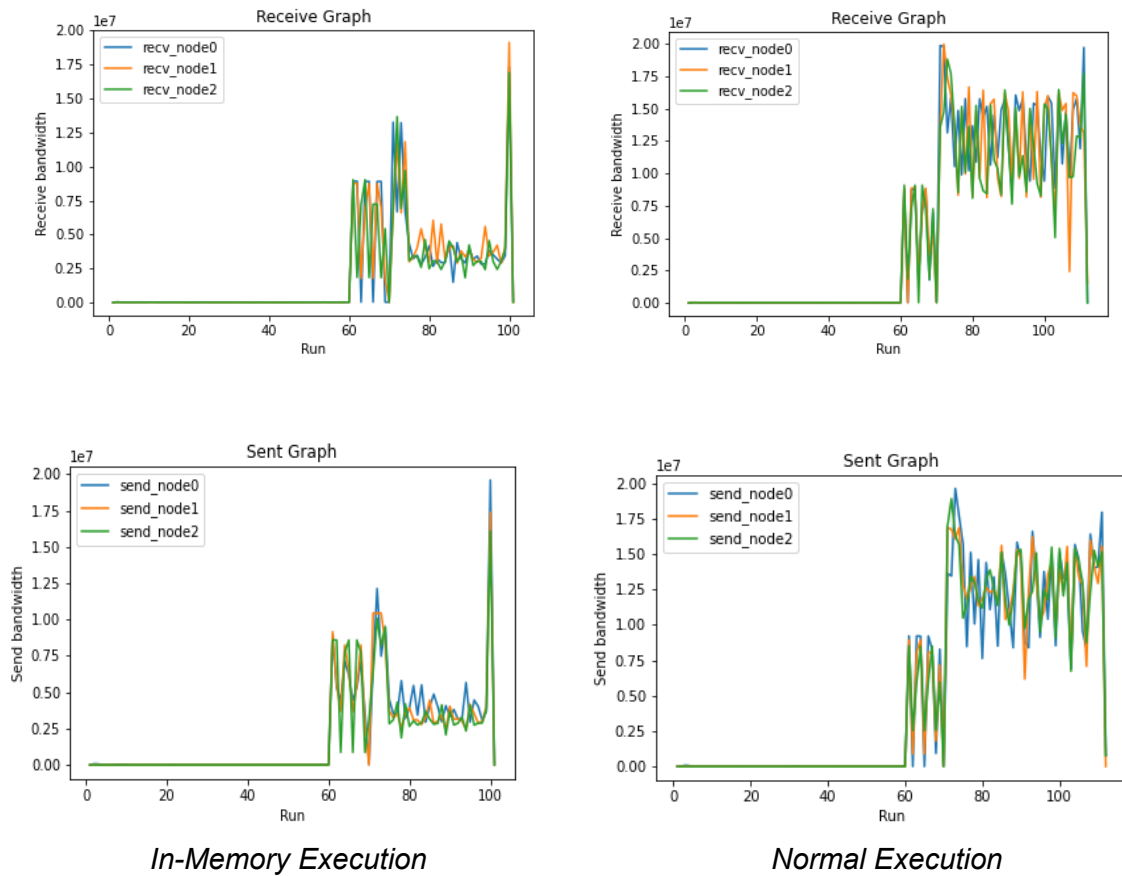 Receive Graph
1e7
2.00
1.75
1.50
1.25
1.00
0.75
0.50
0.25
0.00
Receive bandwidth
recv_node0
recv_node1
recv_node2
0
20
40
60
80
100
Run
Receive Graph
1e7
2.00
1.75
1.50
1.25
1.00
0.75
0.50
0.25
0.00
Receive bandwidth
recv_node0
recv_node1
recv_node2
0
20
40
60
80
100
Run
Sent Graph
1e7
2.00
1.75
1.50
1.25
1.00
0.75
0.50
0.25
0.00
Send bandwidth
send_node0
send_node1
send_node2
0
20
40
60
80
100
Run
Sent Graph
1e7
2.00
1.75
1.50
1.25
1.00
0.75
0.50
0.25
0.00
Send bandwidth
send_node0
send_node1
send_node2
0
20
40
60
80
100
Run
In-Memory Execution
Normal Execution